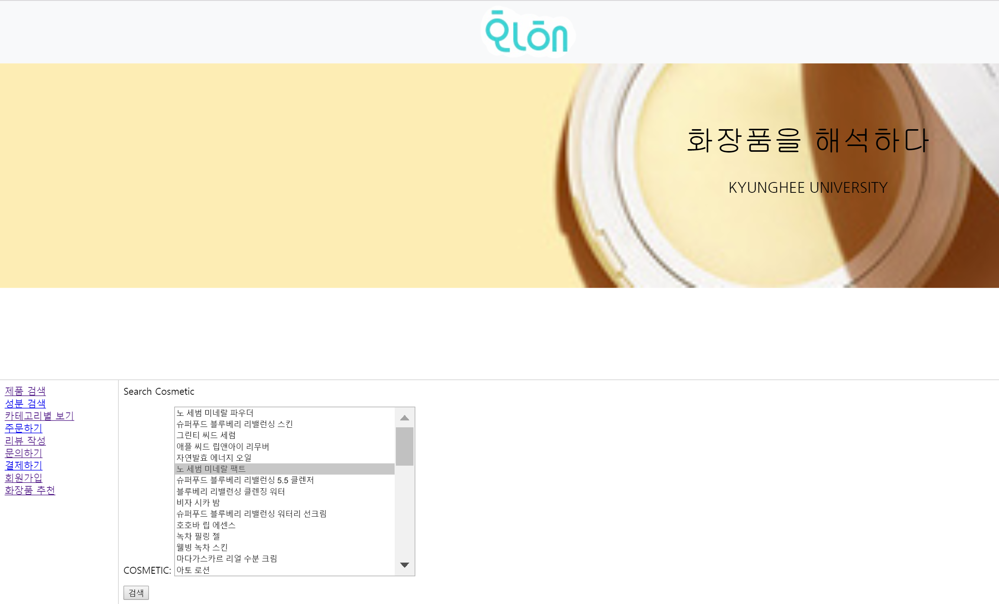 화장품을 해석하다
KYUNGHEE UNIVERSITY
제품 검색
성분 검색
카테고리별 보기
주문하기
리뷰 작성
문의하기
결제하기
회원가입
화장품 추천
Search Cosmetic
노 세범 미네랄 파우더
슈퍼푸드 블루베리 리밸런싱 스킨
그린티 씨드 세럼
애플 씨드 립앤아이 리무버
자연발효 에너지 오일
노 세범 미네랄 팩트
슈퍼푸드 블루베리 리밸런싱 5.5 클렌저
블루베리 리밸런싱 클렌징 워터
비자 시카 밤
슈퍼푸드 블루베리 리밸런싱 워터리 선크림
호호바 립 에센스
녹차 필링 젤
웰빙 녹차 스킨
마다가스카르 리얼 수분 크림
아토 로션
COSMETIC:
검색